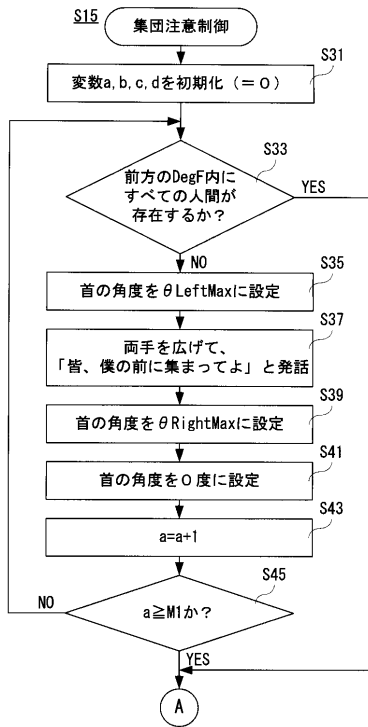 S15
集団注意制御
S31
変数a,b,c,dを初期化（＝0）
S33
前方のDegF内に
すべての人間が
存在するか？
YES
NO
S35
首の角度をθLeftMaxに設定
S37
両手を広げて、
「皆、僕の前に集まってよ」と発話
S39
首の角度をθRightMaxに設定
S41
首の角度を0度に設定
S43
a=a+1
S45
NO
a≧M1か？
YES
A